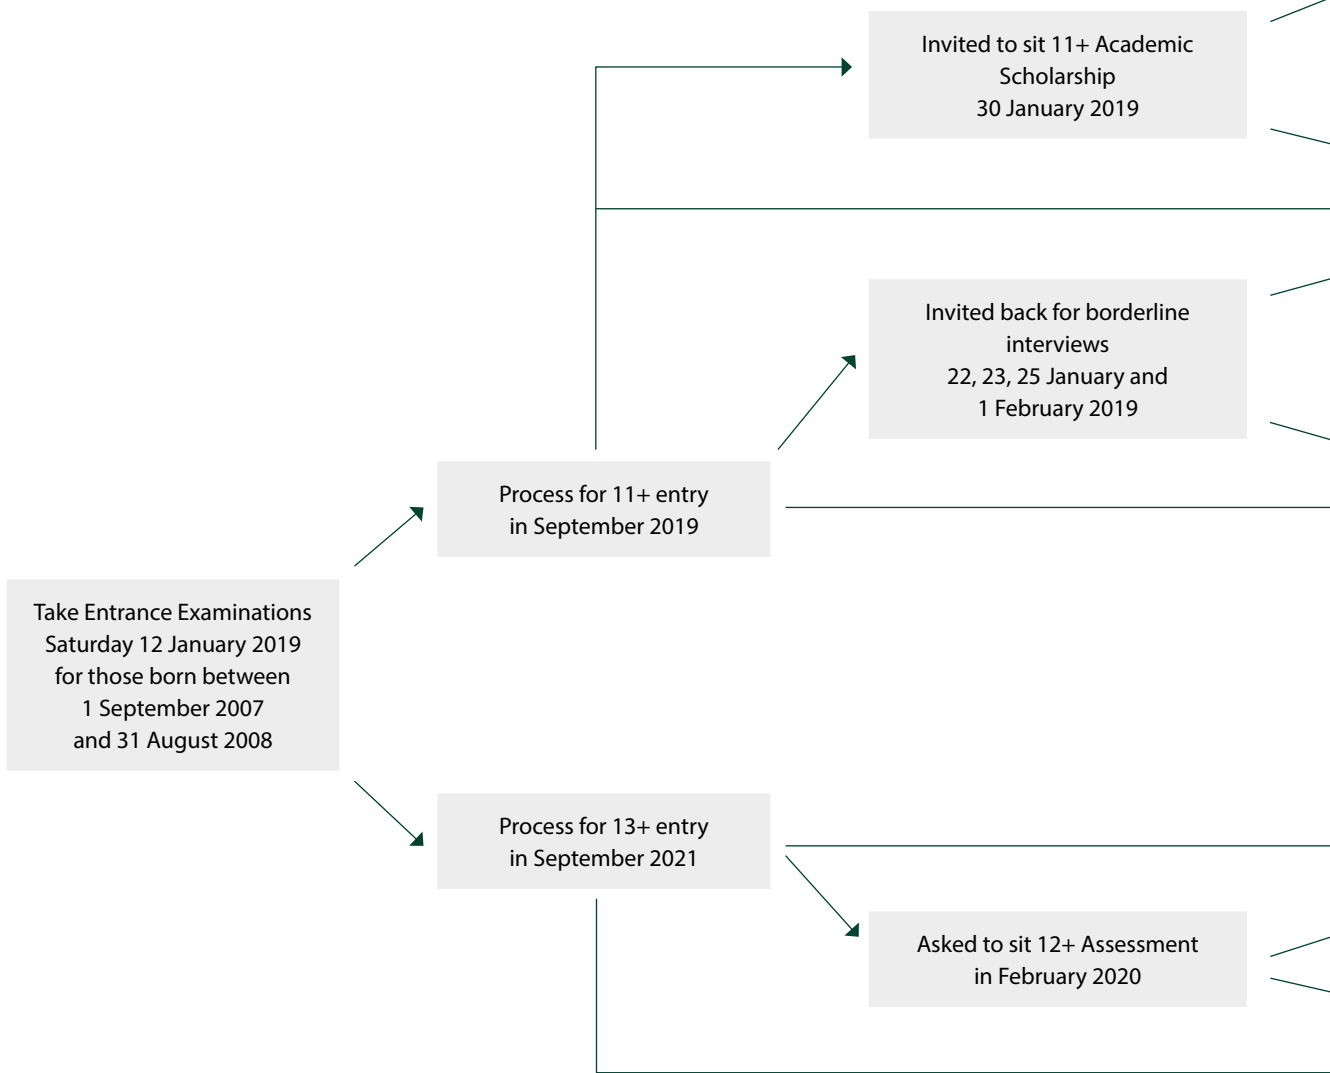 Invited to sit 11+ Academic
Scholarship
30 January 2019
Invited back for borderline
interviews
22, 23, 25 January and
1 February 2019
Process for 11+ entry
in September 2019
Take Entrance Examinations
Saturday 12 January 2019
for those born between
1 September 2007
and 31 August 2008
Process for 13+ entry
in September 2021
Asked to sit 12+ Assessment
in February 2020